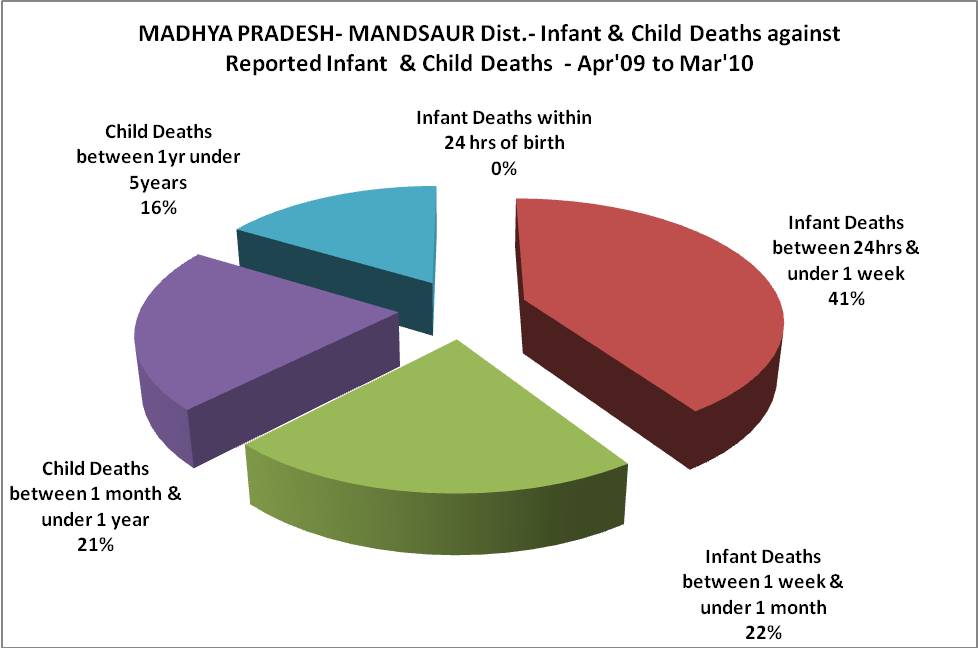 MADHYA PRADESH- MANDSAUR Dist.- Infant & Child Deaths against
Reported Infant & Child Deaths - Apr'09 to Mar'10
Infant Deaths within
24 hrs of birth
0%
Child Deaths
between 1yr under
5years
16%
Infant Deaths
between 24hrs &
under 1 week
41%
Child Deaths
between 1 month &
under 1 year
21%
Infant Deaths
between 1 week &
under 1 month
22%